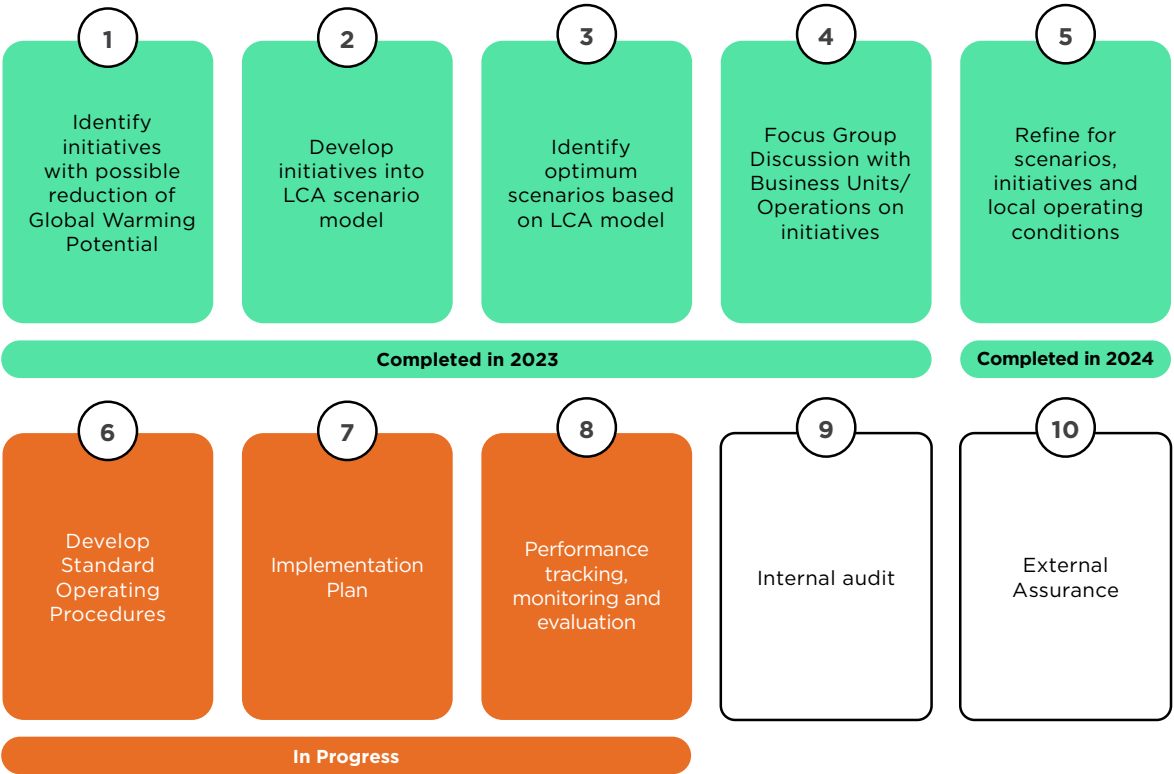 1
Identify
initiatives
with possible
reduction of
Global Warming
Potential
2
Develop
initiatives into
LCA scenario
model
3
Identify
optimum
scenarios based
on LCA model
4
Focus Group
Discussion with
Business Units/
Operations on
initiatives
5
Refine for
scenarios,
initiatives and
local operating
conditions
Completed in 2023
Completed in 2024
6
Develop
Standard
Operating
Procedures
7
Implementation
Plan
8
Performance
tracking,
monitoring and
evaluation
9
Internal audit
10
External
Assurance
In Progress